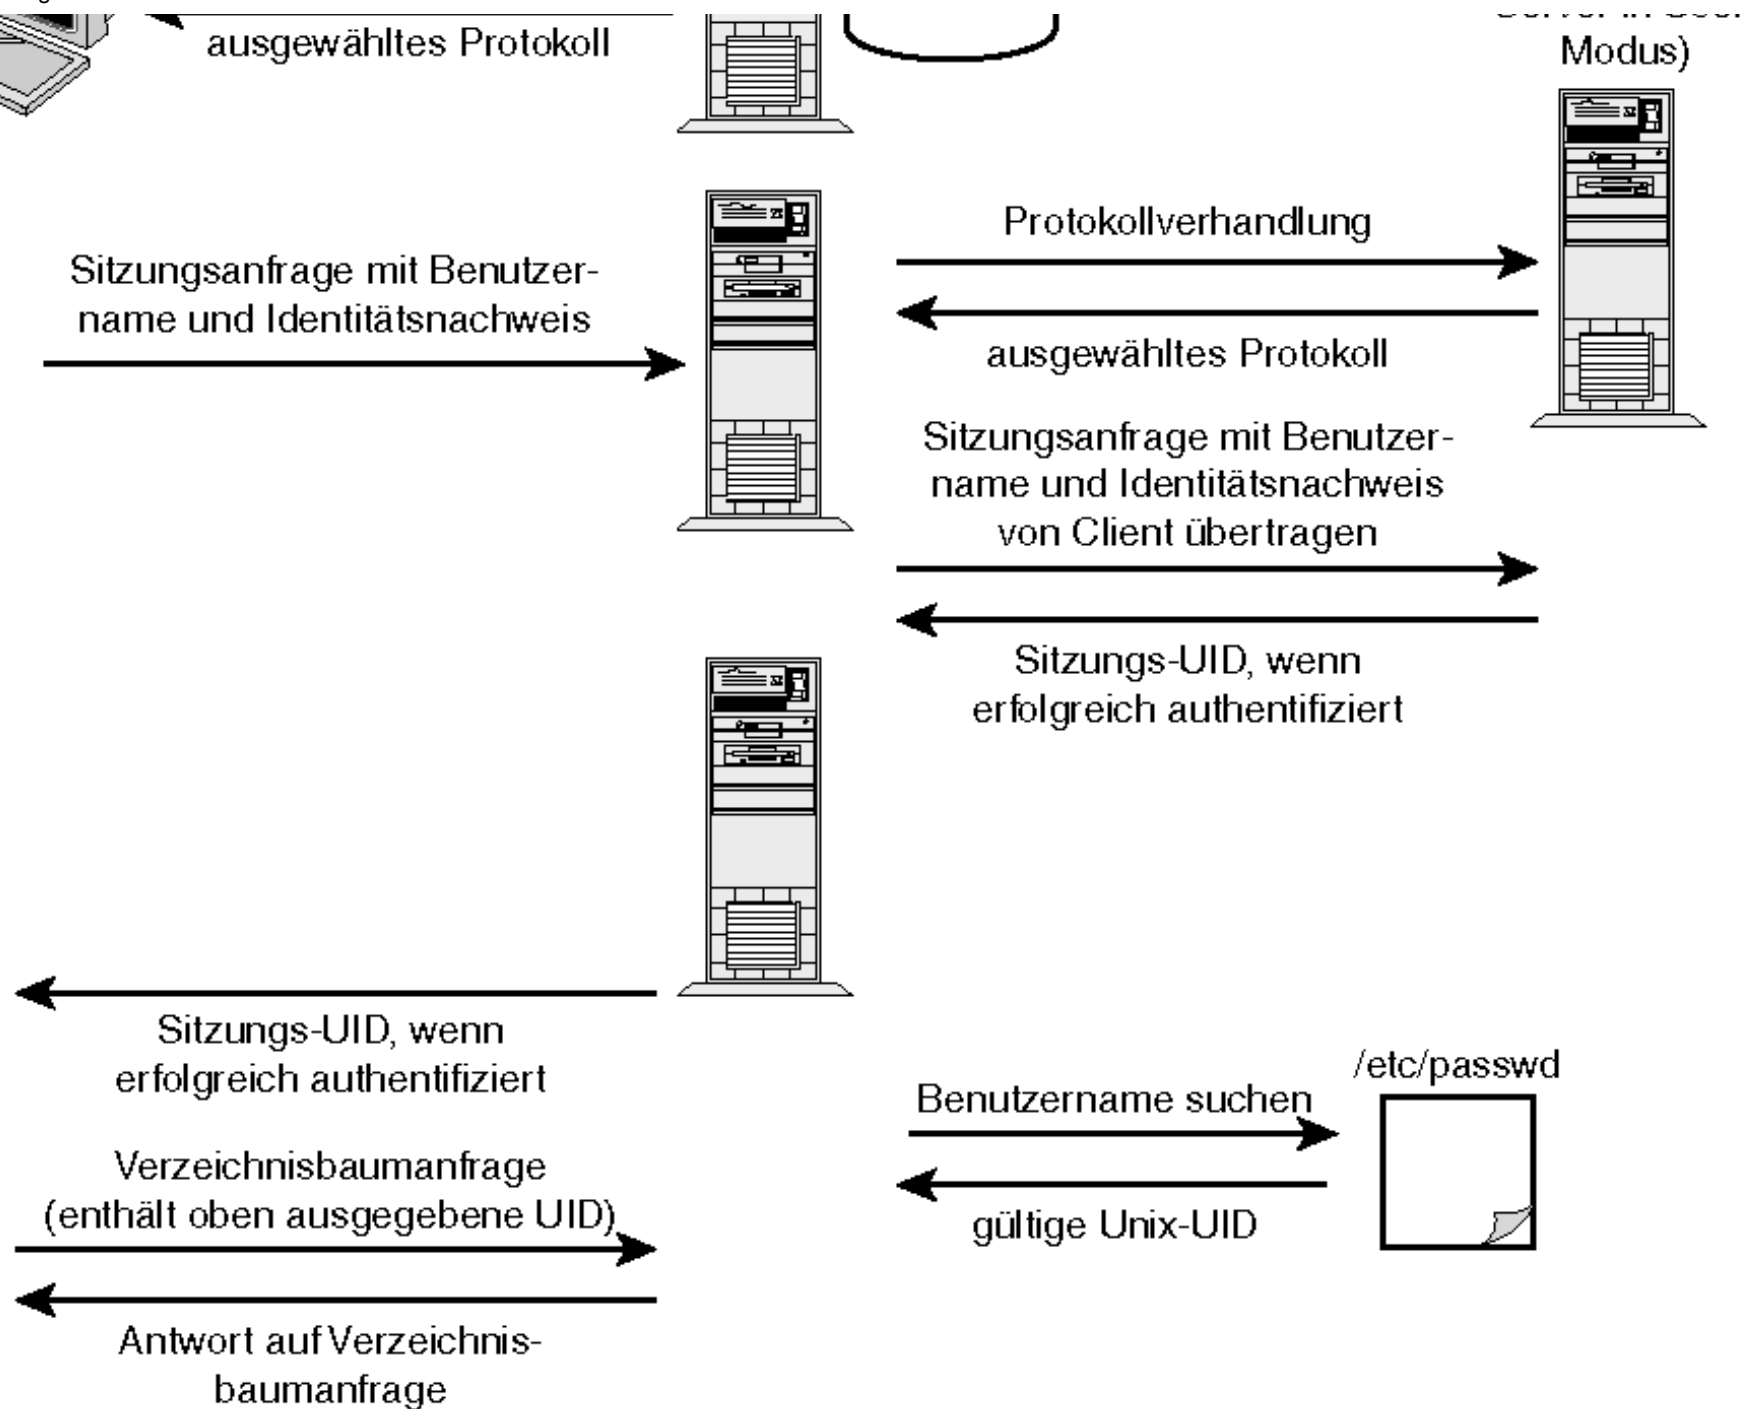 ausgewähltes Protokoll
Modus)
Protokollverhandlung
Sitzungsanfrage mit Benutzer-
name und Identitätsnachweis
ausgewähltes Protokoll
Sitzungsanfrage mit Benutzer-
name und Identitätsnachweis
von Client übertragen
Sitzungs-UID, wenn
erfolgreich authentifiziert
Sitzungs-UID, wenn
erfolgreich authentifiziert
/etc/passwd
Benutzername suchen
Verzeichnisbaumanfrage
(enthält oben ausgegebene UID)
gültige Unix-UID
Antwort auf Verzeichnis-
baumanfrage